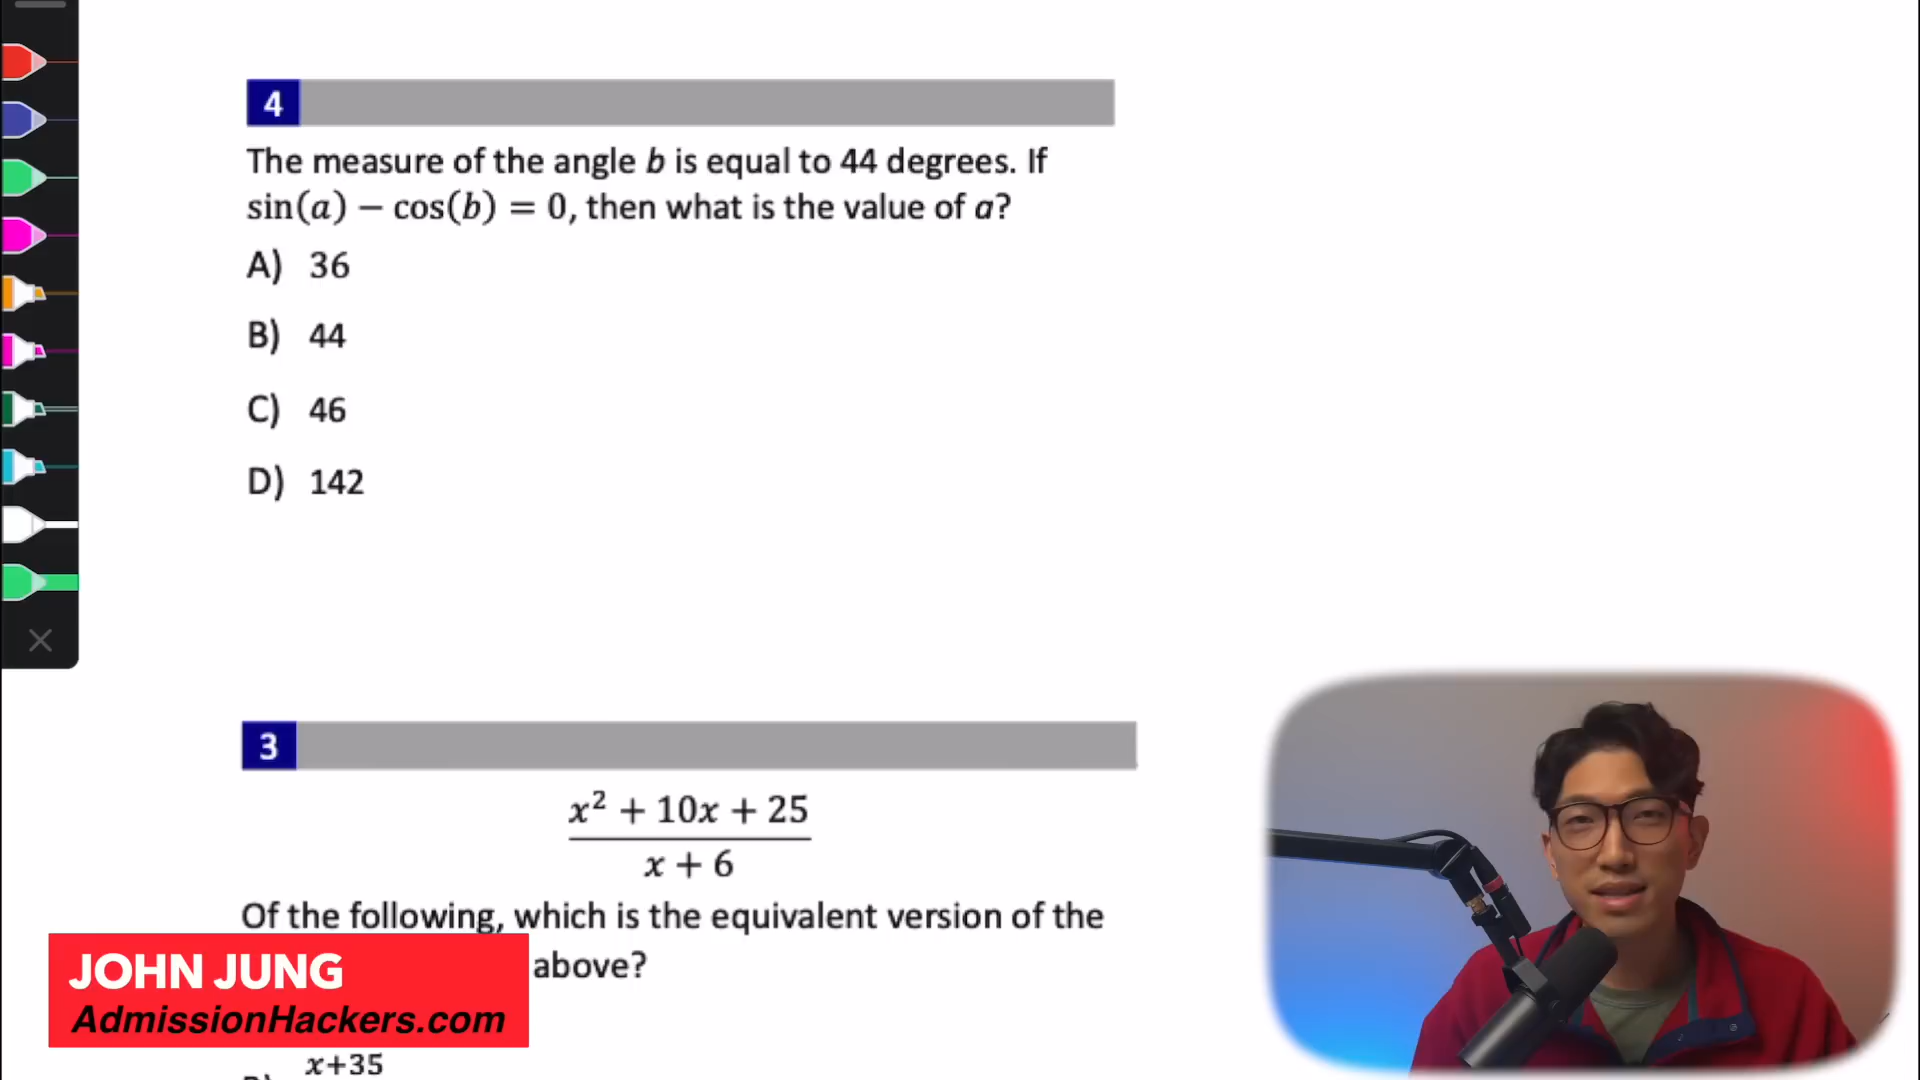 4
The measure of the angle b is equal to 44 degrees. If
sin(a) − cos(b) = 0, then what is the value of a?
A) 36
B) 44
C) 46
D) 142
3
x² + 10x + 25
x + 6
Of the following, which is the equivalent version of the
above?
JOHN JUNG
AdmissionHackers.com
x+35